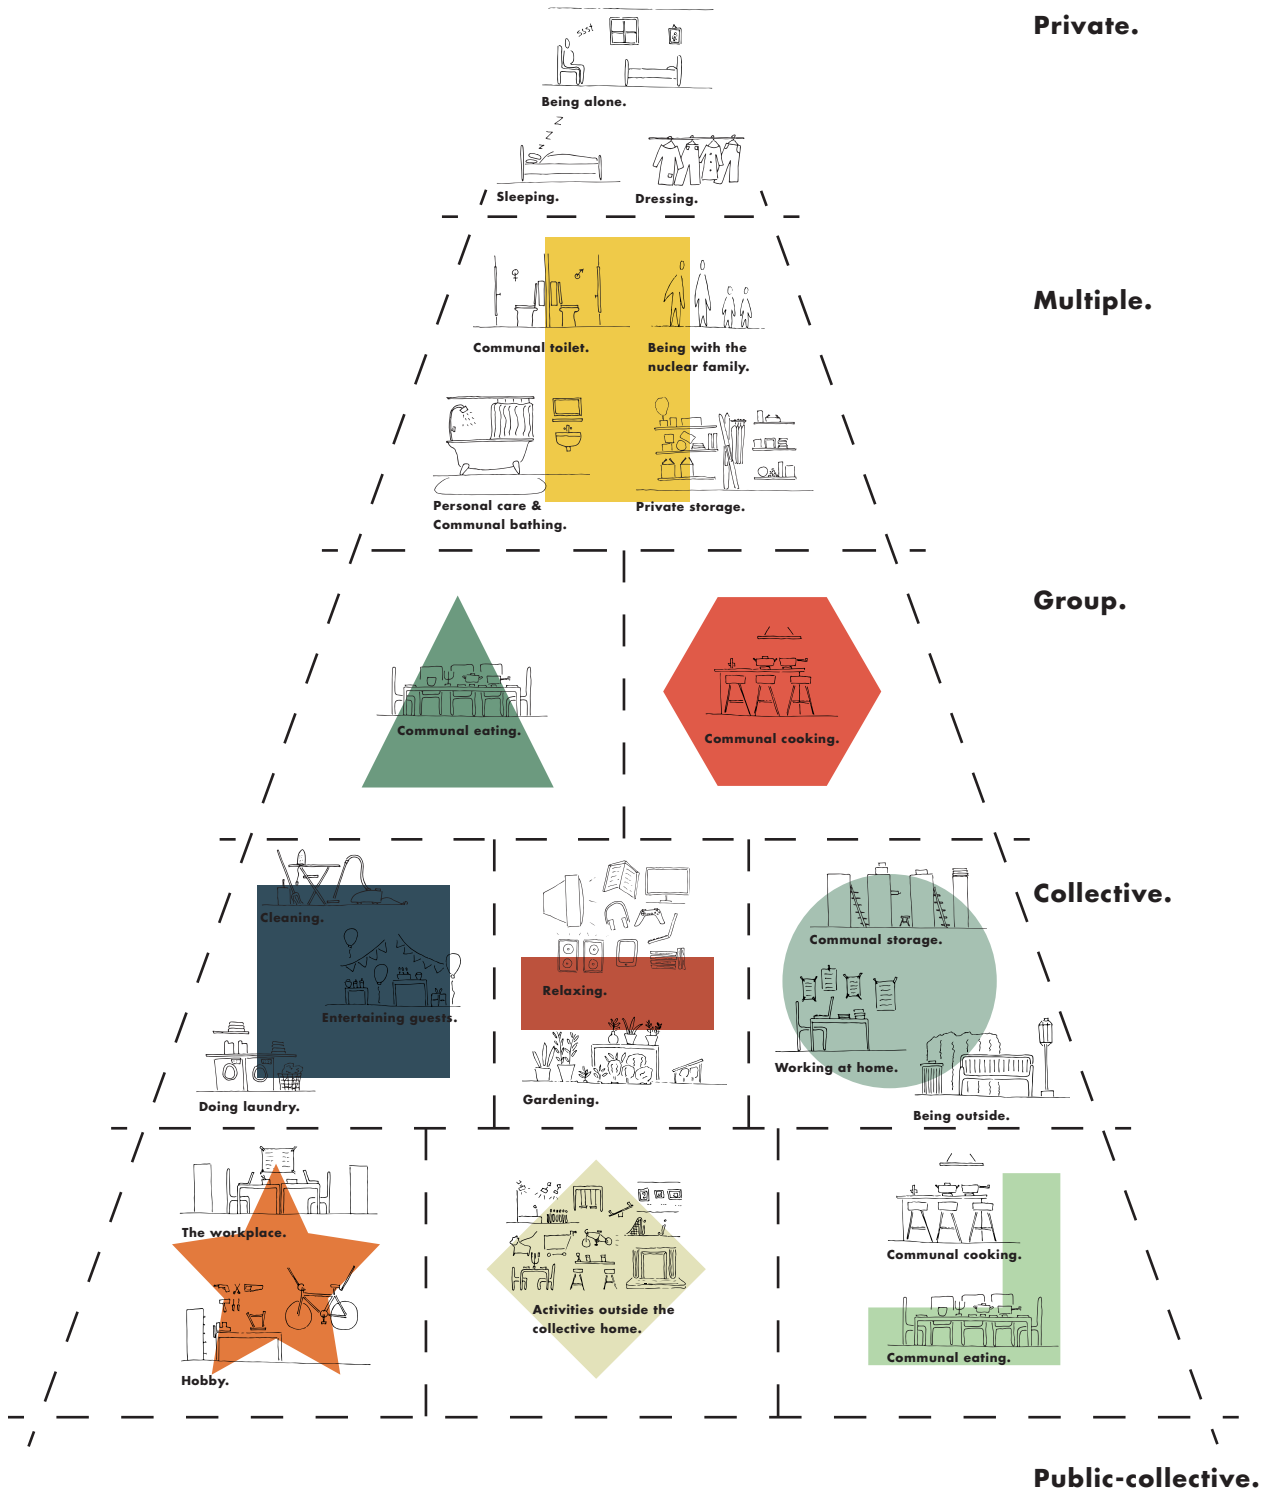 Private.
ssst
Being alone.
z
z
z
Sleeping.
Dressing.
Multiple.
Communal toilet.
Being with the
nuclear family.
Personal care &
Communal bathing.
Private storage.
Group.
Communal eating.
Communal cooking.
Collective.
Cleaning.
Entertaining guests.
Doing laundry.
Relaxing.
Gardening.
Communal storage.
Working at home.
Being outside.
The workplace.
Hobby.
Activities outside the
collective home.
Communal cooking.
Communal eating.
Public-collective.